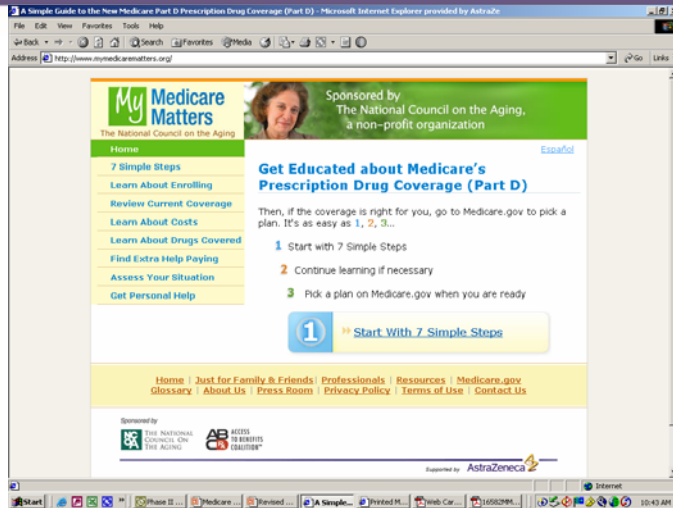 A Simple Guide to the New Medicare Part D Prescription Drug Coverage (Part D) - Microsoft Internet Explorer provided by AstraZe
File Edit View Favorites Tools Help
Back Search Favorites Media
Address http://www.mymedicarematters.org/ Go Links
My Medicare Matters
The National Council on the Aging
Sponsored by
The National Council on the Aging,
a non-profit organization
Español
Home
7 Simple Steps
Learn About Enrolling
Review Current Coverage
Learn About Costs
Learn About Drugs Covered
Find Extra Help Paying
Assess Your Situation
Get Personal Help
Get Educated about Medicare's
Prescription Drug Coverage (Part D)
Then, if the coverage is right for you, go to Medicare.gov to pick a
plan. It's as easy as 1, 2, 3...
1 Start with 7 Simple Steps
2 Continue learning if necessary
3 Pick a plan on Medicare.gov when you are ready
1 » Start With 7 Simple Steps
Home | Just for Family & Friends | Professionals | Resources | Medicare.gov
Glossary | About Us | Press Room | Privacy Policy | Terms of Use | Contact Us
Sponsored by
THE NATIONAL
COUNCIL ON
THE AGING
ABC ACCESS
TO BENEFITS
COALITION
Supported by AstraZeneca
Internet
Start Phase II ... Medicare ... Revised ... A Simple... Printed M... Web Car... 16582MM... 10:43 AM